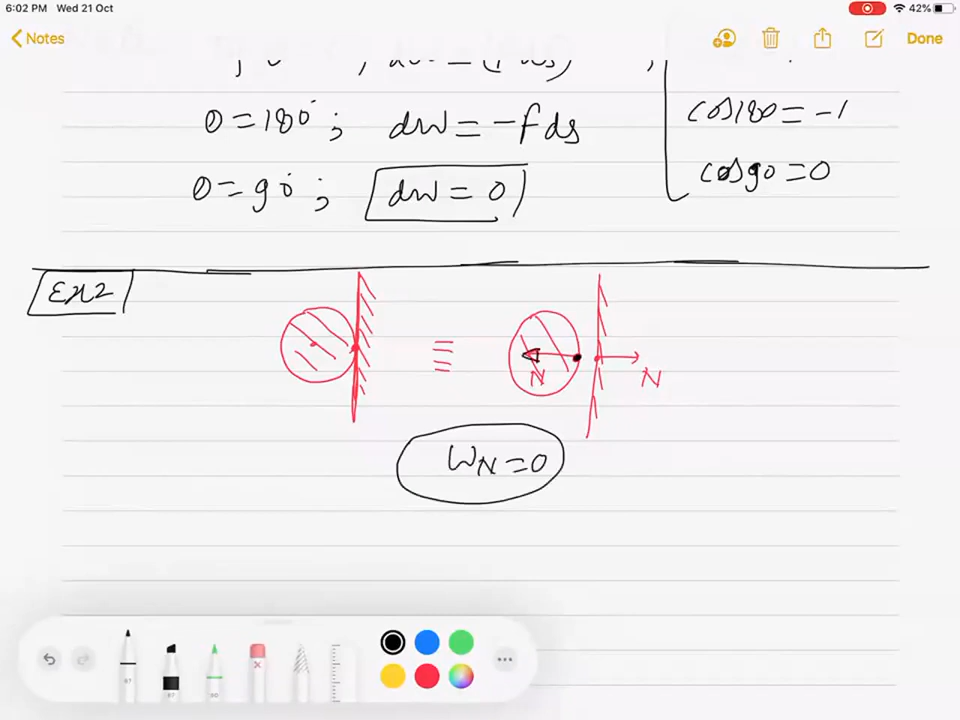 6:02 PM Wed 21 Oct
42%
Notes
Done
θ = 180°; dW = -Fds
cos180 = -1
θ = 90°; dW = 0
cos90 = 0
Ex2
N
N
W_N = 0